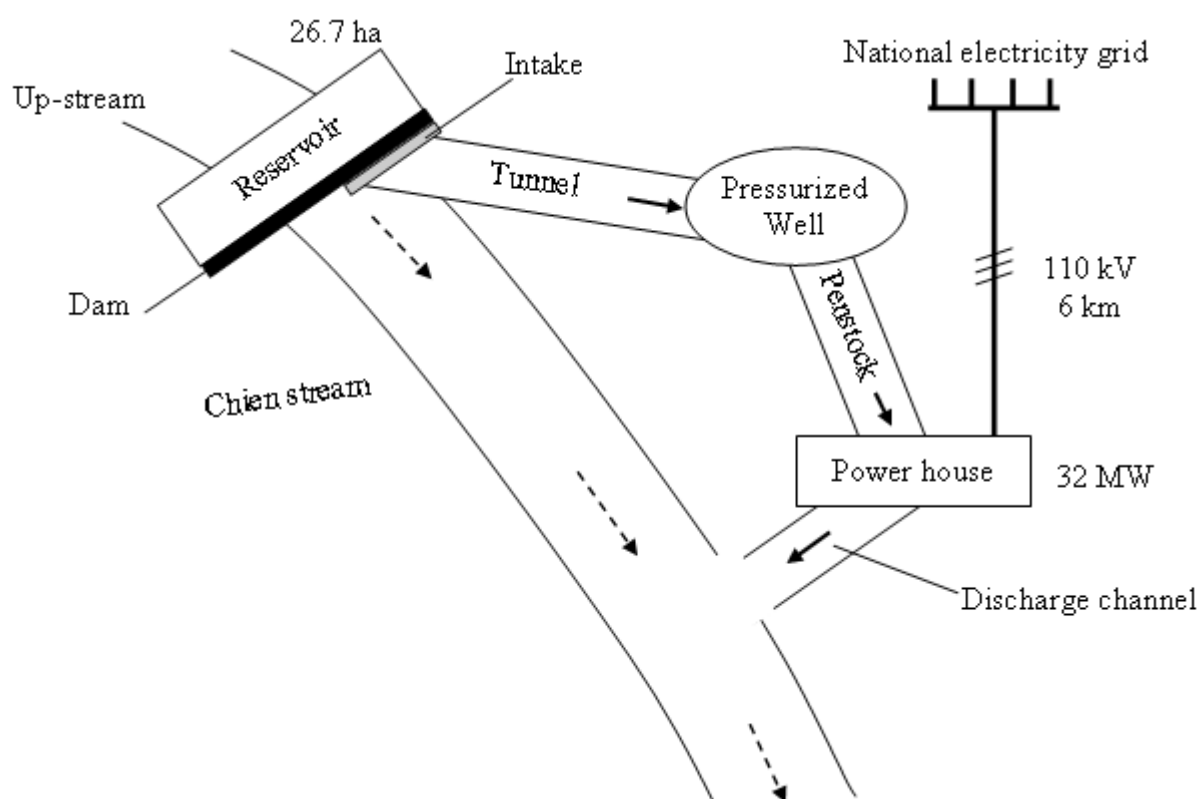 26.7 ha
National electricity grid
Intake
Up-stream
Reservoir
Tunnel
Pressurized
Well
110 kV
6 km
Dam
Penstock
Chien stream
Power house
32 MW
Discharge channel